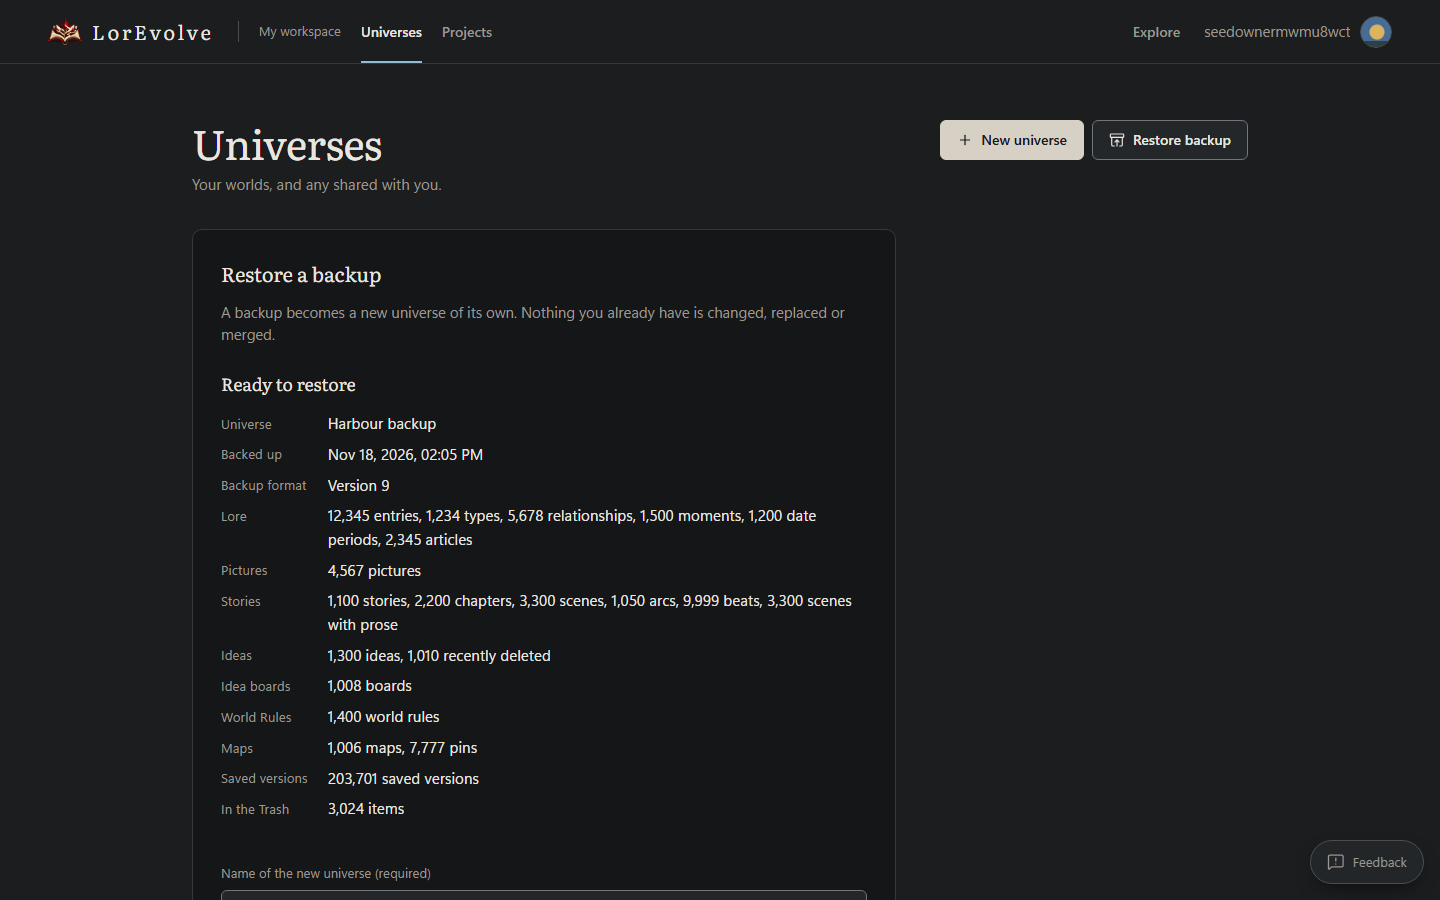 LorEvolve
My workspace
Universes
Projects
Explore
seedownermwmu8wct
Universes
Your worlds, and any shared with you.
New universe
Restore backup
Restore a backup
A backup becomes a new universe of its own. Nothing you already have is changed, replaced or
merged.
Ready to restore
Universe Harbour backup
Backed up Nov 18, 2026, 02:05 PM
Backup format Version 9
Lore 12,345 entries, 1,234 types, 5,678 relationships, 1,500 moments, 1,200 date
periods, 2,345 articles
Pictures 4,567 pictures
Stories 1,100 stories, 2,200 chapters, 3,300 scenes, 1,050 arcs, 9,999 beats, 3,300 scenes
with prose
Ideas 1,300 ideas, 1,010 recently deleted
Idea boards 1,008 boards
World Rules 1,400 world rules
Maps 1,006 maps, 7,777 pins
Saved versions 203,701 saved versions
In the Trash 3,024 items
Name of the new universe (required)
Feedback